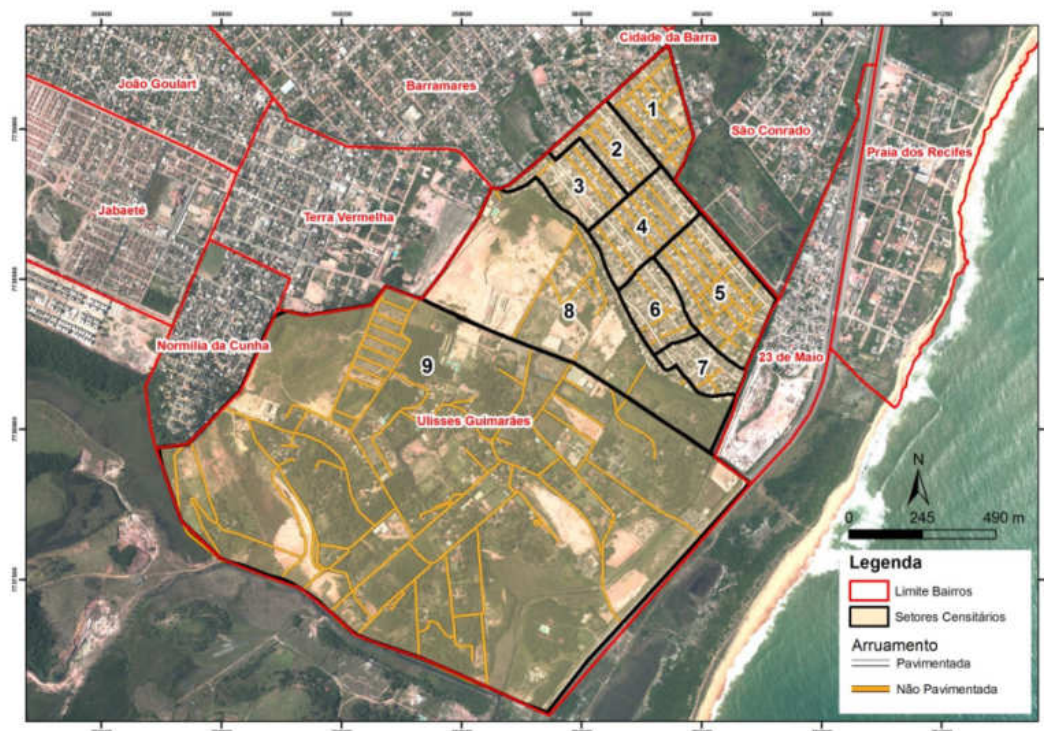 Cidade da Barra
João Goulart
Barramares
1
São Conrado
2
Praia dos Recifes
3
Jabaeté
Terra Vermelha
4
5
8
6
Normilia da Cunha
9
7
23 de Maio
Ulisses Guimarães
N
0 245 490 m
Legenda
Limite Bairros
Setores Censitários
Arruamento
Pavimentada
Não Pavimentada